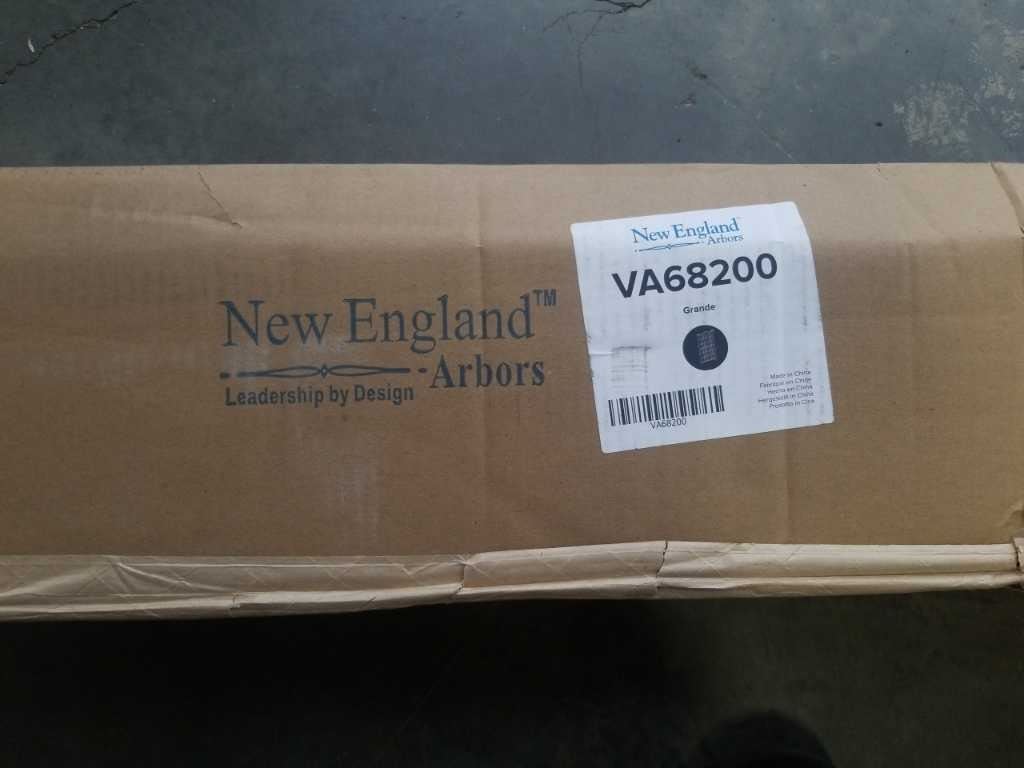 New England™
Arbors
Leadership by Design
New England
Arbors
VA68200
Grande
Made in China
Fabriqué en Chine
Hecho en China
Hergestellt in China
Prodotto in Cina
VA68200